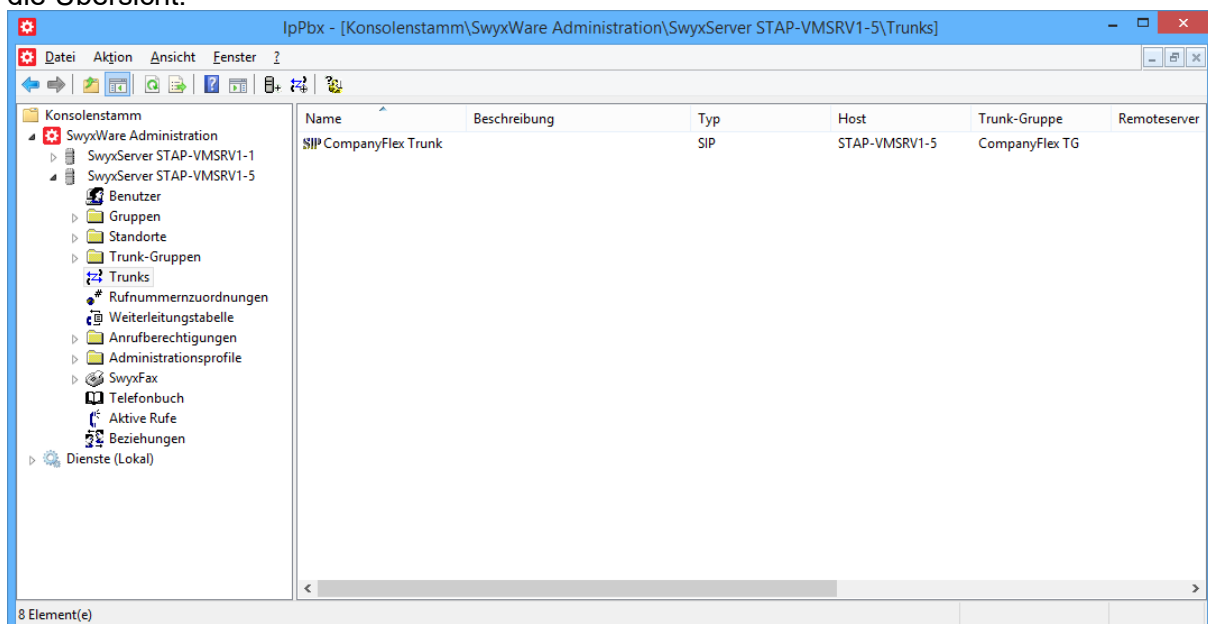 die Übersicht.
IpPbx - [Konsolenstamm\SwyxWare Administration\SwyxServer STAP-VMSRV1-5\Trunks]
Datei Aktion Ansicht Fenster ?
Konsolenstamm
SwyxWare Administration
SwyxServer STAP-VMSRV1-1
SwyxServer STAP-VMSRV1-5
Benutzer
Gruppen
Standorte
Trunk-Gruppen
Trunks
Rufnummernzuordnungen
Weiterleitungstabelle
Anrufberechtigungen
Administrationsprofile
SwyxFax
Telefonbuch
Aktive Rufe
Beziehungen
Dienste (Lokal)
Name Beschreibung Typ Host Trunk-Gruppe Remoteserver
SIP CompanyFlex Trunk SIP STAP-VMSRV1-5 CompanyFlex TG
8 Element(e)